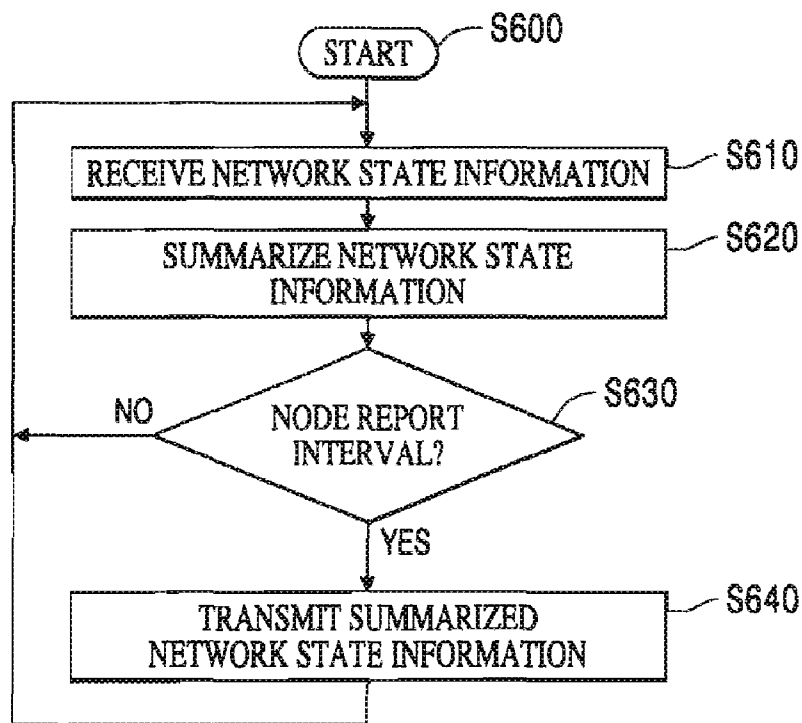 START
S600
RECEIVE NETWORK STATE INFORMATION
S610
SUMMARIZE NETWORK STATE
INFORMATION
S620
NODE REPORT
INTERVAL?
S630
NO
YES
TRANSMIT SUMMARIZED
NETWORK STATE INFORMATION
S640